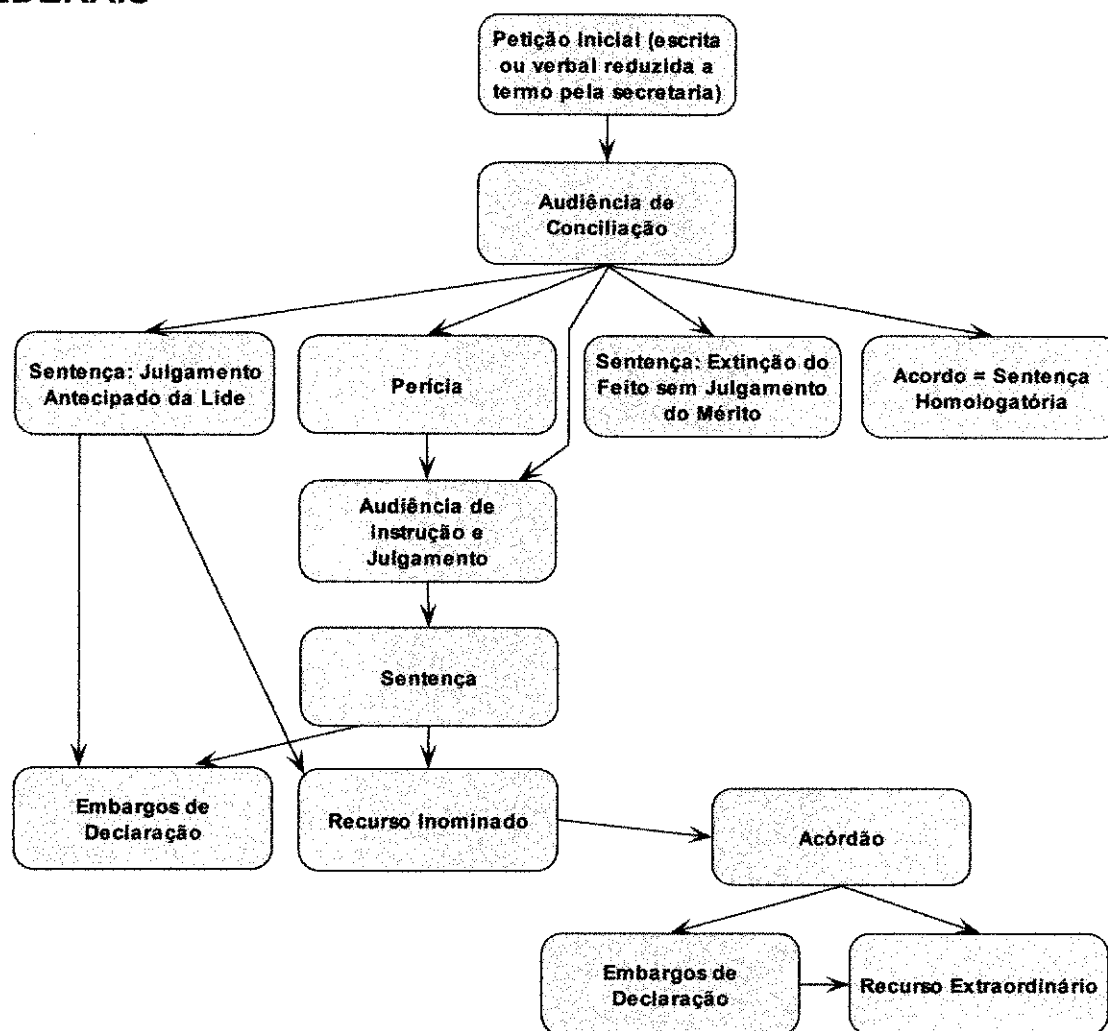 Petição Inicial (escrita
ou verbal reduzida a
termo pela secretaria)
Audiência de
Conciliação
Sentença: Julgamento
Antecipado da Lide
Perícia
Sentença: Extinção do
Feito sem Julgamento
do Mérito
Acordo = Sentença
Homologatória
Audiência de
Instrução e
Julgamento
Sentença
Embargos de
Declaração
Recurso Inominado
Acórdão
Embargos de
Declaração
Recurso Extraordinário